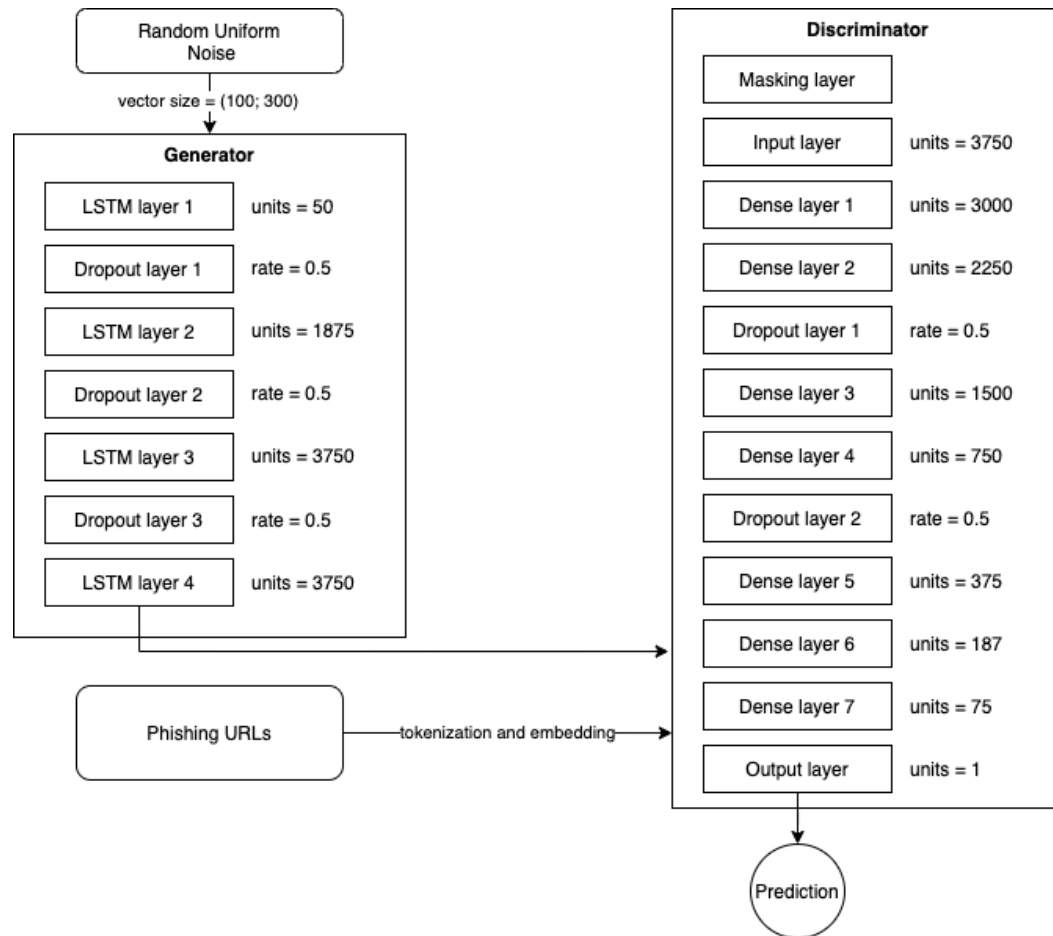 Random Uniform
Noise
vector size = (100; 300)
Generator
LSTM layer 1 units = 50
Dropout layer 1 rate = 0.5
LSTM layer 2 units = 1875
Dropout layer 2 rate = 0.5
LSTM layer 3 units = 3750
Dropout layer 3 rate = 0.5
LSTM layer 4 units = 3750
Phishing URLs
tokenization and embedding
Discriminator
Masking layer
Input layer units = 3750
Dense layer 1 units = 3000
Dense layer 2 units = 2250
Dropout layer 1 rate = 0.5
Dense layer 3 units = 1500
Dense layer 4 units = 750
Dropout layer 2 rate = 0.5
Dense layer 5 units = 375
Dense layer 6 units = 187
Dense layer 7 units = 75
Output layer units = 1
Prediction